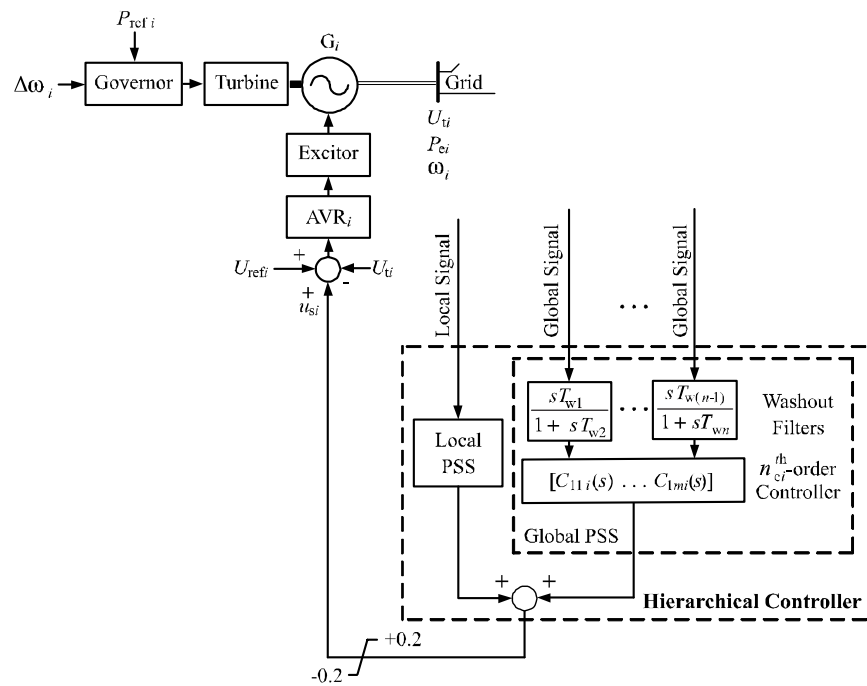 P_ref i
G_i
Δω_i
Governor
Turbine
Grid
U_ti
P_ei
ω_i
Excitor
AVR_i
U_refi
+
-
U_ti
+
u_si
Local Signal
Global Signal
...
Global Signal
sT_w1
1 + sT_w2
...
sT_w(n-1)
1 + sT_wn
Washout
Filters
Local
PSS
[C_11i(s) ... C_1mi(s)]
n_ci^th-order
Controller
Global PSS
+
+
Hierarchical Controller
+0.2
-0.2